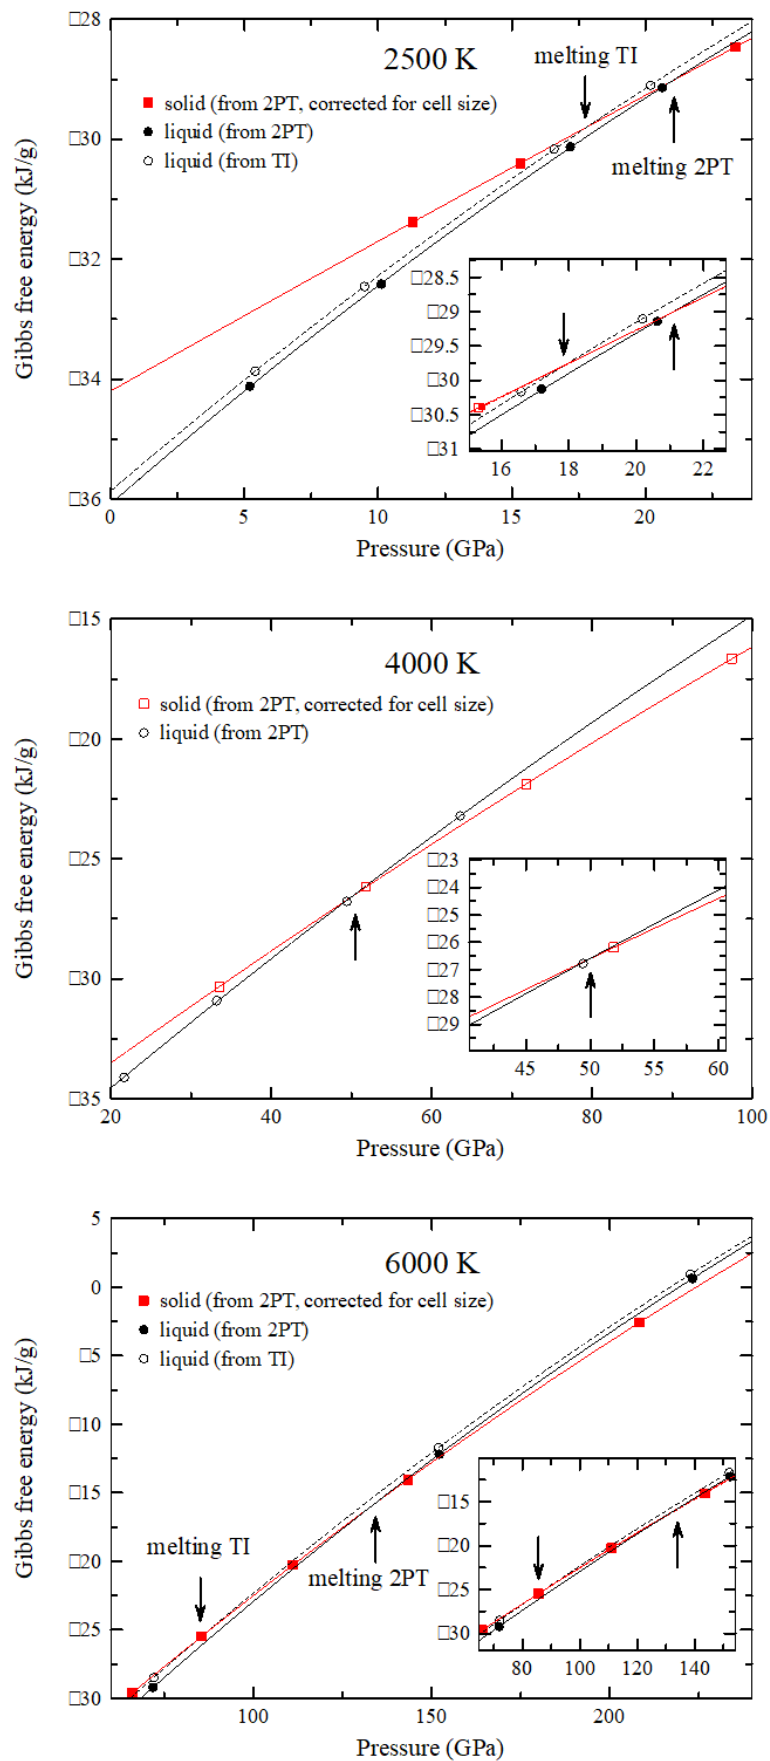 □28
2500 K
melting TI
solid (from 2PT, corrected for cell size)
liquid (from 2PT)
liquid (from TI)
□30
melting 2PT
□32
□34
□36
Gibbs free energy (kJ/g)
□28.5
□29
□29.5
□30
□30.5
□31
16 18 20 22
0 5 10 15 20
Pressure (GPa)
□15
4000 K
solid (from 2PT, corrected for cell size)
liquid (from 2PT)
□20
□25
□30
□35
Gibbs free energy (kJ/g)
□23
□24
□25
□26
□27
□28
□29
45 50 55 60
20 40 60 80 100
Pressure (GPa)
5
6000 K
0
solid (from 2PT, corrected for cell size)
liquid (from 2PT)
liquid (from TI)
□5
□10
□15
□20
□25
□30
Gibbs free energy (kJ/g)
melting TI
melting 2PT
□15
□20
□25
□30
80 100 120 140
100 150 200
Pressure (GPa)